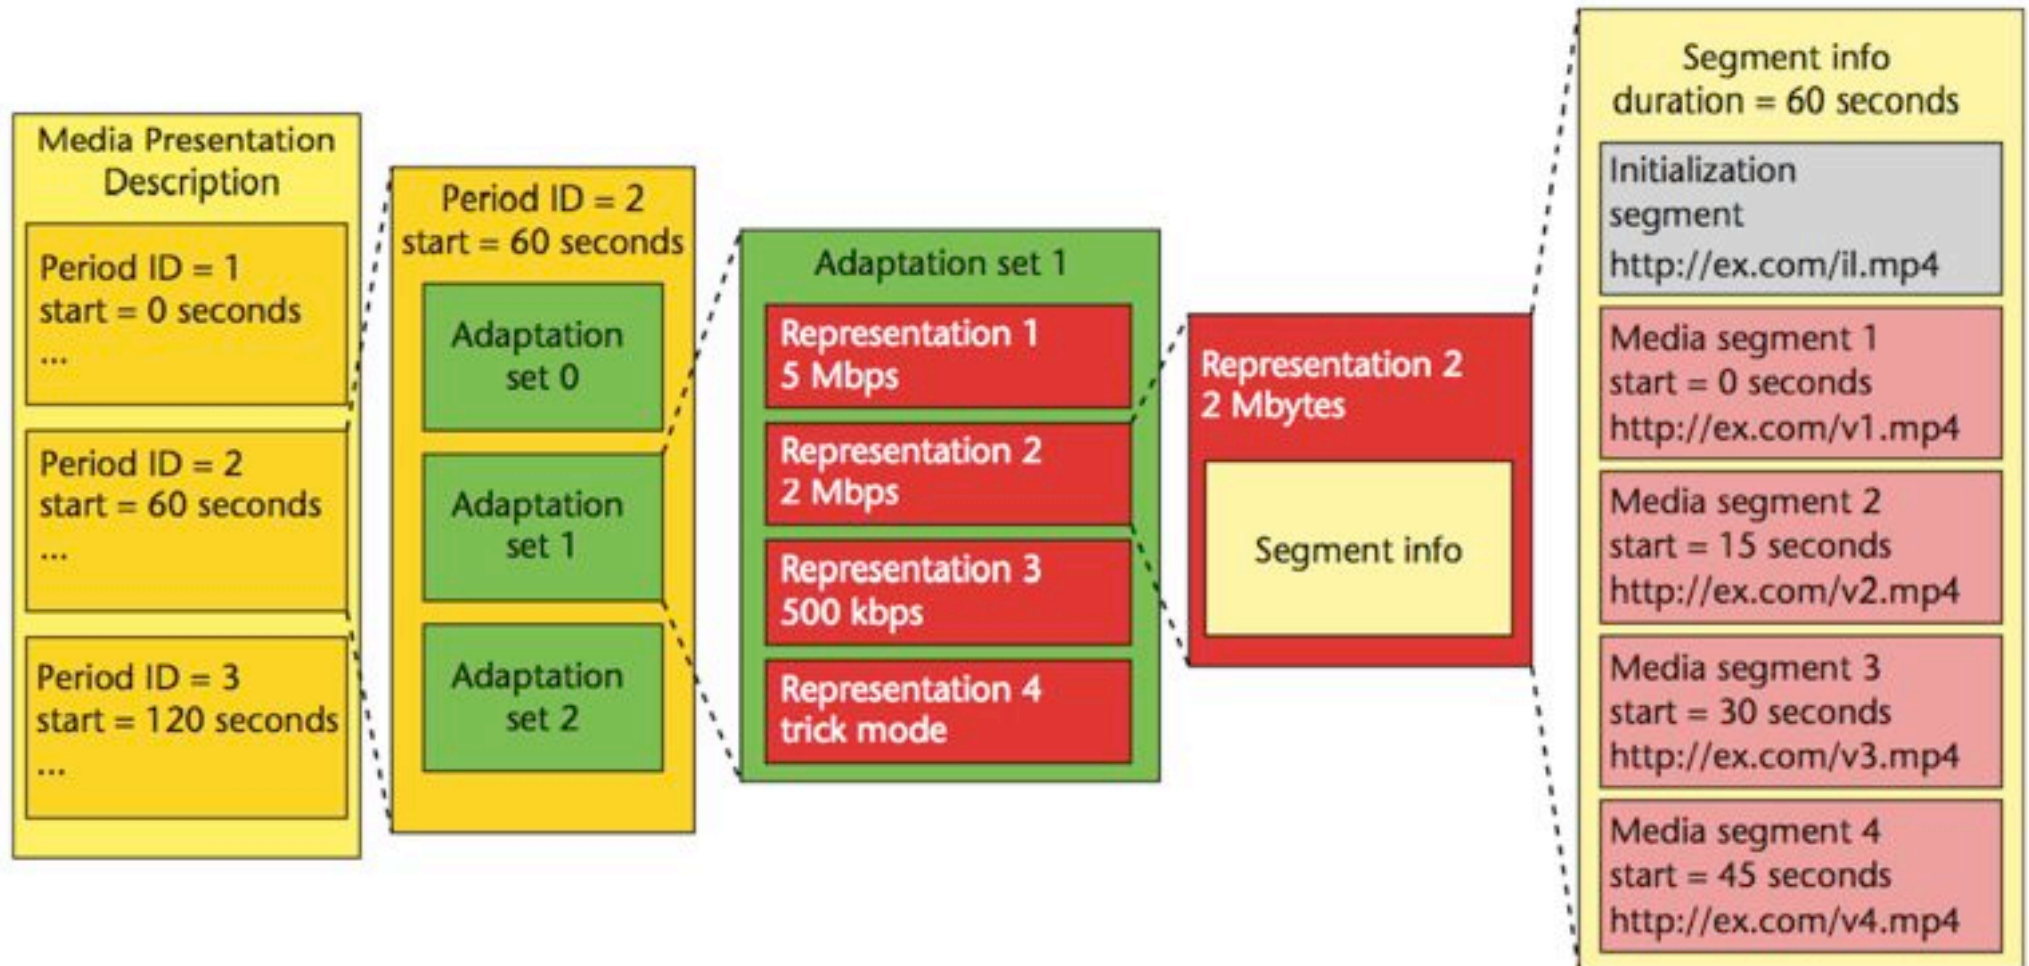 Media Presentation
Description
Period ID = 1
start = 0 seconds
...
Period ID = 2
start = 60 seconds
...
Period ID = 3
start = 120 seconds
...
Period ID = 2
start = 60 seconds
Adaptation
set 0
Adaptation
set 1
Adaptation
set 2
Adaptation set 1
Representation 1
5 Mbps
Representation 2
2 Mbps
Representation 3
500 kbps
Representation 4
trick mode
Representation 2
2 Mbytes
Segment info
Segment info
duration = 60 seconds
Initialization
segment
http://ex.com/il.mp4
Media segment 1
start = 0 seconds
http://ex.com/v1.mp4
Media segment 2
start = 15 seconds
http://ex.com/v2.mp4
Media segment 3
start = 30 seconds
http://ex.com/v3.mp4
Media segment 4
start = 45 seconds
http://ex.com/v4.mp4